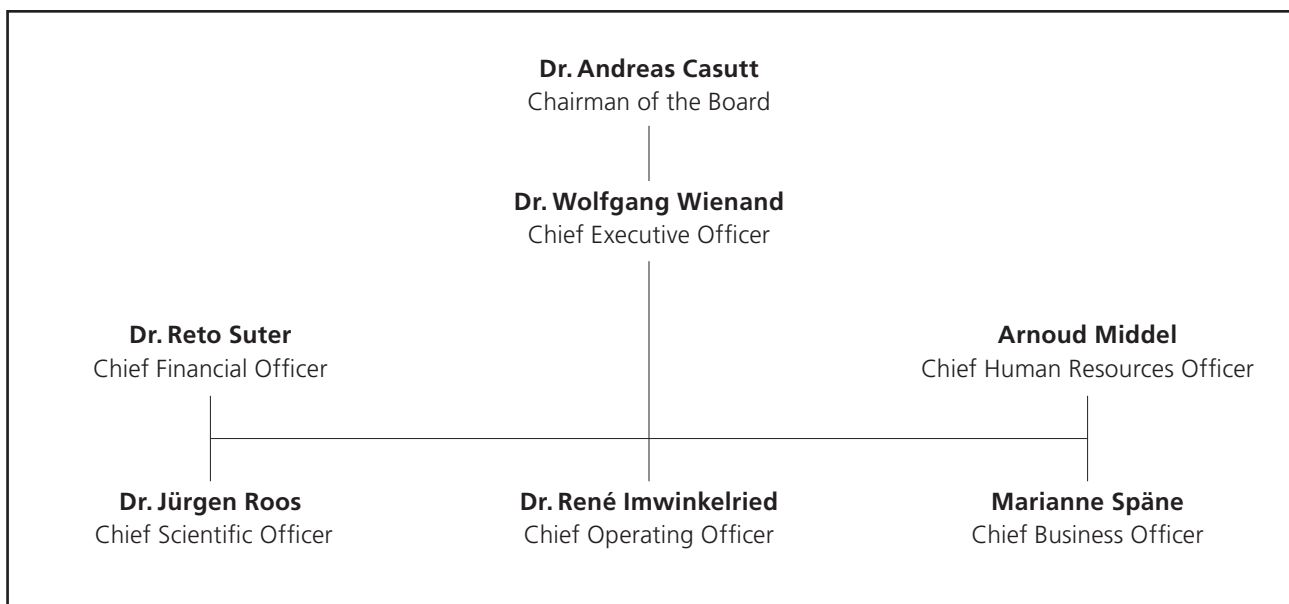 Dr. Andreas Casutt
Chairman of the Board
Dr. Wolfgang Wienand
Chief Executive Officer
Dr. Reto Suter
Chief Financial Officer
Arnoud Middel
Chief Human Resources Officer
Dr. Jürgen Roos
Chief Scientific Officer
Dr. René Imwinkelried
Chief Operating Officer
Marianne Späne
Chief Business Officer